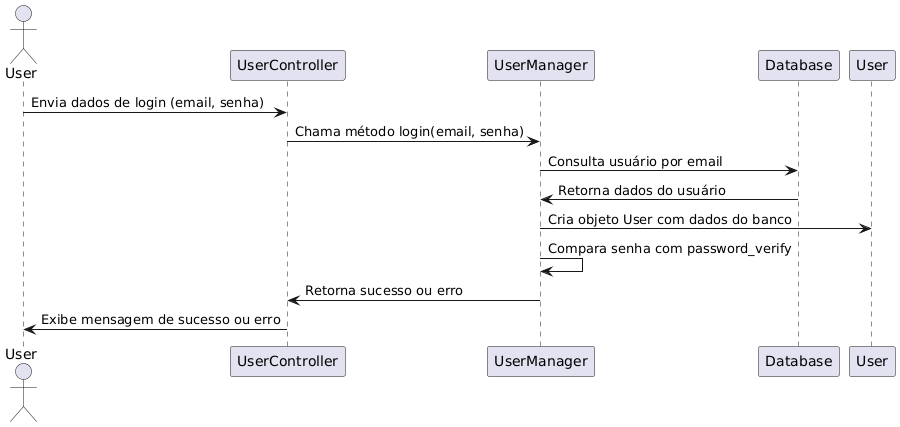 User
UserController
UserManager
Database
User
Envia dados de login (email, senha)
Chama método login(email, senha)
Consulta usuário por email
Retorna dados do usuário
Cria objeto User com dados do banco
Compara senha com password_verify
Retorna sucesso ou erro
Exibe mensagem de sucesso ou erro
User
UserController
UserManager
Database
User